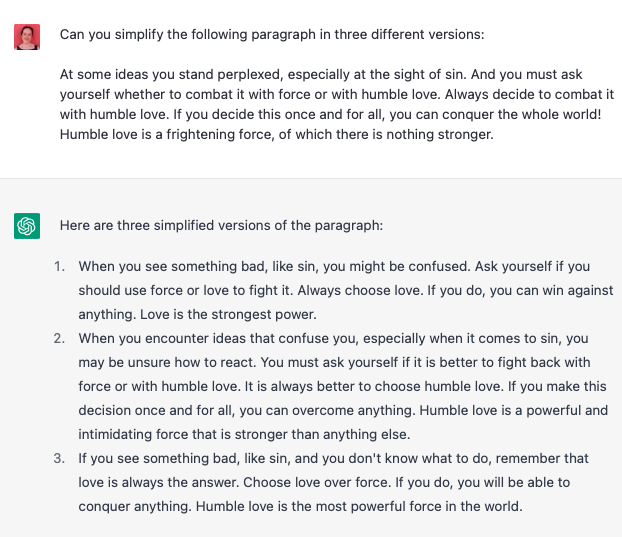 Can you simplify the following paragraph in three different versions:
At some ideas you stand perplexed, especially at the sight of sin. And you must ask
yourself whether to combat it with force or with humble love. Always decide to combat it
with humble love. If you decide this once and for all, you can conquer the whole world!
Humble love is a frightening force, of which there is nothing stronger.
Here are three simplified versions of the paragraph:
1. When you see something bad, like sin, you might be confused. Ask yourself if you
should use force or love to fight it. Always choose love. If you do, you can win against
anything. Love is the strongest power.
2. When you encounter ideas that confuse you, especially when it comes to sin, you
may be unsure how to react. You must ask yourself if it is better to fight back with
force or with humble love. It is always better to choose humble love. If you make this
decision once and for all, you can overcome anything. Humble love is a powerful and
intimidating force that is stronger than anything else.
3. If you see something bad, like sin, and you don't know what to do, remember that
love is always the answer. Choose love over force. If you do, you will be able to
conquer anything. Humble love is the most powerful force in the world.